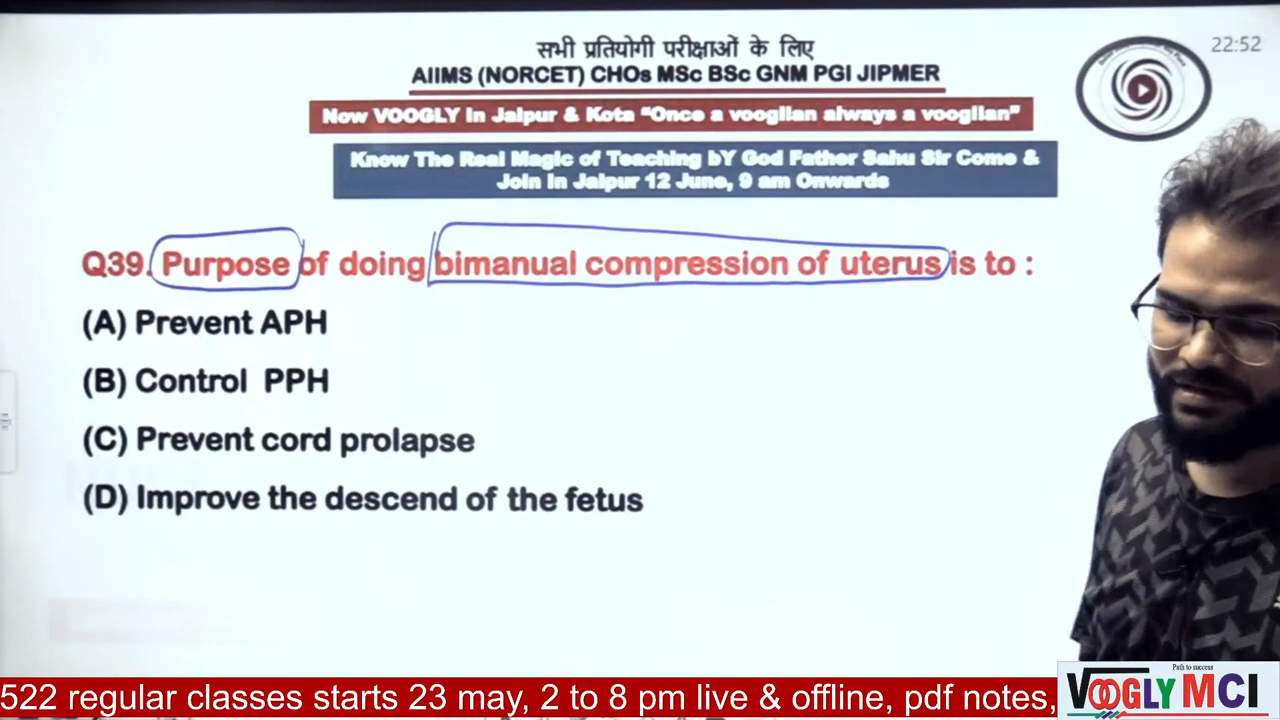 सभी प्रतियोगी परीक्षाओं के लिए
22:52
AIIMS (NORCET) CHOs MSc BSc GNM PGI JIPMER
Now VOOGLY in Jaipur & Kota “Once a vooglian always a vooglian”
Know The Real Magic of Teaching bY God Father Sahu Sir Come &
Join in Jaipur 12 June, 9 am Onwards
Q39. Purpose of doing bimanual compression of uterus is to :
(A) Prevent APH
(B) Control PPH
(C) Prevent cord prolapse
(D) Improve the descend of the fetus
522 regular classes starts 23 may, 2 to 8 pm live & offline, pdf notes,
Path to success
VOOGLY MCI